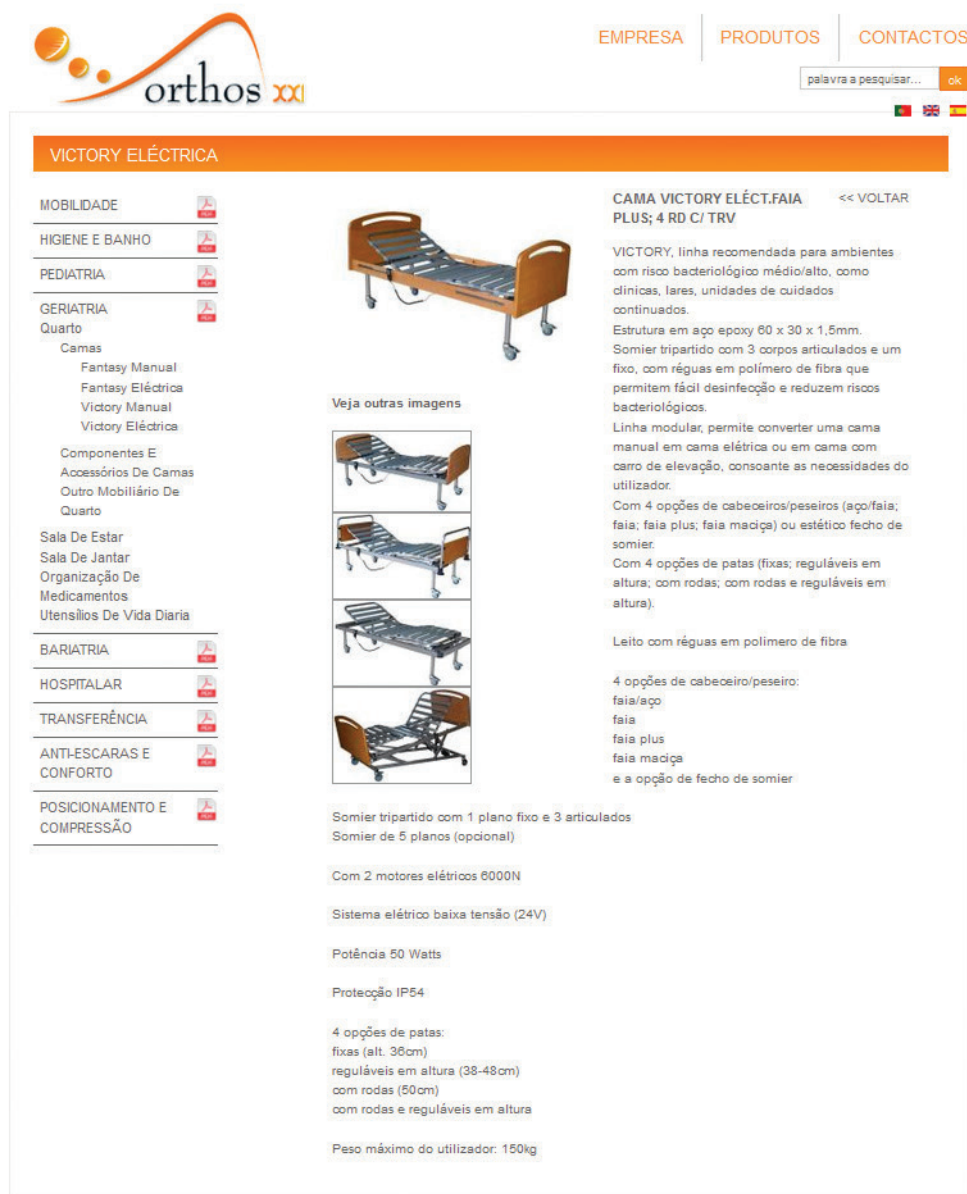 orthos xxi
EMPRESA
PRODUTOS
CONTACTOS
palavra a pesquisar...
ok
VICTORY ELÉCTRICA
MOBILIDADE
HIGIENE E BANHO
PEDIATRIA
GERIATRIA
Quarto
Camas
Fantasy Manual
Fantasy Eléctrica
Victory Manual
Victory Eléctrica
Componentes E
Accessórios De Camas
Outro Mobiliário De
Quarto
Sala De Estar
Sala De Jantar
Organização De
Medicamentos
Utensílios De Vida Diaria
BARIATRIA
HOSPITALAR
TRANSFERÊNCIA
ANTI-ESCARAS E
CONFORTO
POSICIONAMENTO E
COMPRESSÃO
Veja outras imagens
CAMA VICTORY ELÉCT.FAIA
PLUS; 4 RD C/ TRV
<< VOLTAR
VICTORY, linha recomendada para ambientes
com risco bacteriológico médio/alto, como
clinicas, lares, unidades de cuidados
continuados.
Estrutura em aço epoxy 60 x 30 x 1,5mm.
Somier tripartido com 3 corpos articulados e um
fixo, com réguas em polímero de fibra que
permitem fácil desinfecção e reduzem riscos
bacteriológicos.
Linha modular, permite converter uma cama
manual em cama elétrica ou em cama com
carro de elevação, consoante as necessidades do
utilizador.
Com 4 opções de cabeceiros/peseiros (aço/faia;
faia; faia plus; faia maciça) ou estético fecho de
somier.
Com 4 opções de patas (fixas; reguláveis em
altura; com rodas; com rodas e reguláveis em
altura).
Leito com réguas em polimero de fibra
4 opções de cabeceiro/peseiro:
faia/aço
faia
faia plus
faia maciça
e a opção de fecho de somier
Somier tripartido com 1 plano fixo e 3 articulados
Somier de 5 planos (opcional)
Com 2 motores elétricos 6000N
Sistema elétrico baixa tensão (24V)
Potência 50 Watts
Protecção IP54
4 opções de patas:
fixas (alt. 36cm)
reguláveis em altura (38-48cm)
com rodas (50cm)
com rodas e reguláveis em altura
Peso máximo do utilizador: 150kg